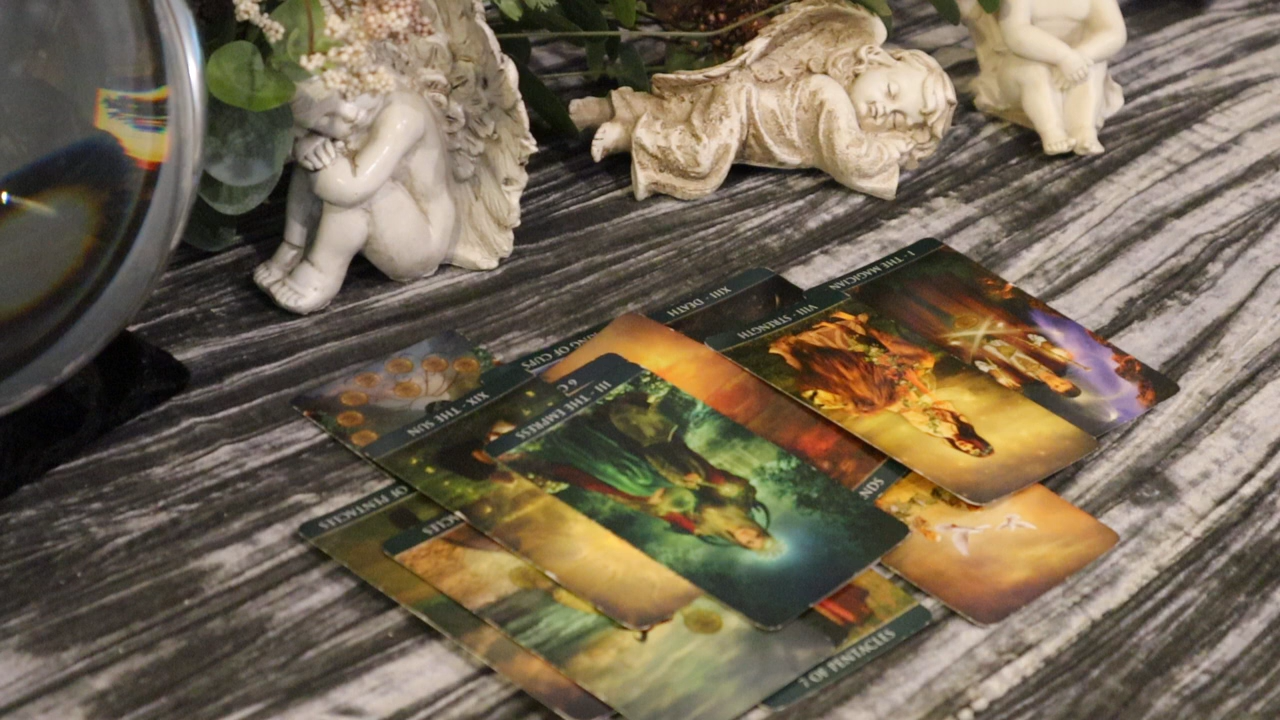 I - THE MAGICIAN
XIII - DEATH
VIII - STRENGTH
OF CUPS
XIX - THE SUN
III - THE EMPRESS
OF PENTACLES
7 OF PENTACLES